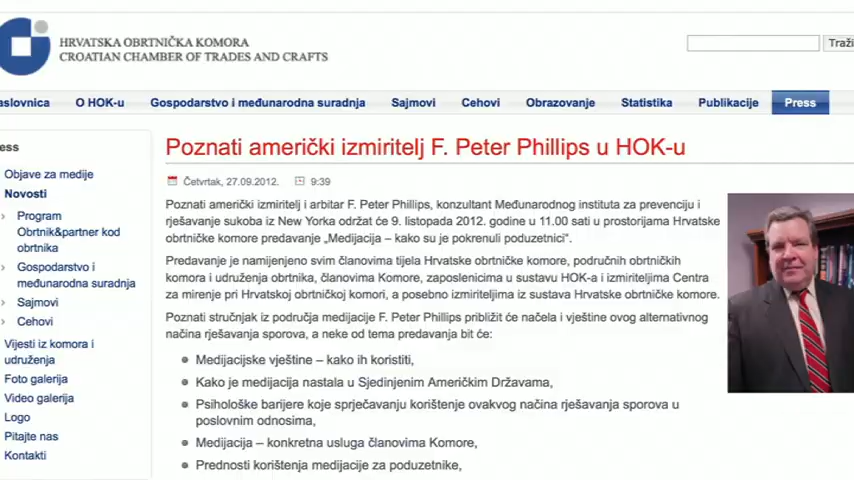 HRVATSKA OBRTNIČKA KOMORA
CROATIAN CHAMBER OF TRADES AND CRAFTS
Traži
aslovnica O HOK-u Gospodarstvo i međunarodna suradnja Sajmovi Cehovi Obrazovanje Statistika Publikacije Press
ess
Objave za medije
Novosti
Program
Obrtnik&partner kod
obrtnika
Gospodarstvo i
međunarodna suradnja
Sajmovi
Cehovi
Vijesti iz komora i
udruženja
Foto galerija
Video galerija
Logo
Pitajte nas
Kontakti
Poznati američki izmiritelj F. Peter Phillips u HOK-u
Četvrtak, 27.09.2012. 9:39
Poznati američki izmiritelj i arbitar F. Peter Phillips, konzultant Međunarodnog instituta za prevenciju i
rješavanje sukoba iz New Yorka održat će 9. listopada 2012. godine u 11.00 sati u prostorijama Hrvatske
obrtničke komore predavanje „Medijacija – kako su je pokrenuli poduzetnici“.
Predavanje je namijenjeno svim članovima tijela Hrvatske obrtničke komore, područnih obrtničkih
komora i udruženja obrtnika, članovima Komore, zaposlenicima u sustavu HOK-a i izmiriteljima Centra
za mirenje pri Hrvatskoj obrtničkoj komori, a posebno izmiriteljima iz sustava Hrvatske obrtničke komore.
Poznati stručnjak iz područja medijacije F. Peter Phillips približit će načela i vještine ovog alternativnog
načina rješavanja sporova, a neke od tema predavanja bit će:
Medijacijske vještine – kako ih koristiti,
Kako je medijacija nastala u Sjedinjenim Američkim Državama,
Psihološke barijere koje sprječavanju korištenje ovakvog načina rješavanja sporova u
poslovnim odnosima,
Medijacija – konkretna usluga članovima Komore,
Prednosti korištenja medijacije za poduzetnike,